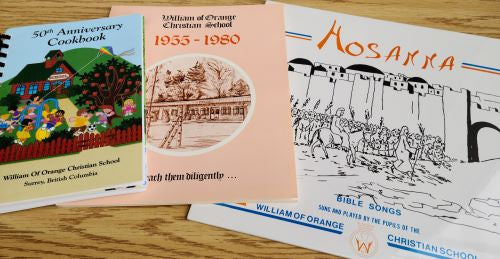 50th Anniversary
Cookbook
William Of Orange Christian School
Surrey, British Columbia
William of Orange
Christian School
1955 - 1980
teach them diligently ...
HOSANNA
BIBLE SONGS
SUNG AND PLAYED BY THE PUPILS OF THE
WILLIAM OF ORANGE
CHRISTIAN SCHOOL
W